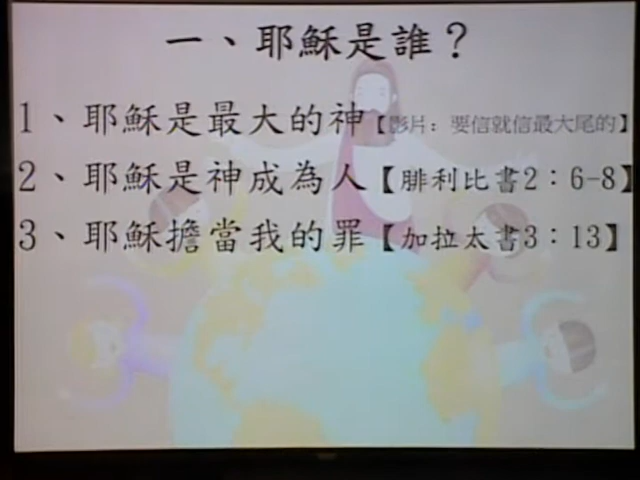 一、耶穌是誰？
1、耶穌是最大的神【影片：要信就信最大尾的】
2、耶穌是神成為人【腓利比書2：6-8】
3、耶穌擔當我的罪【加拉太書3：13】